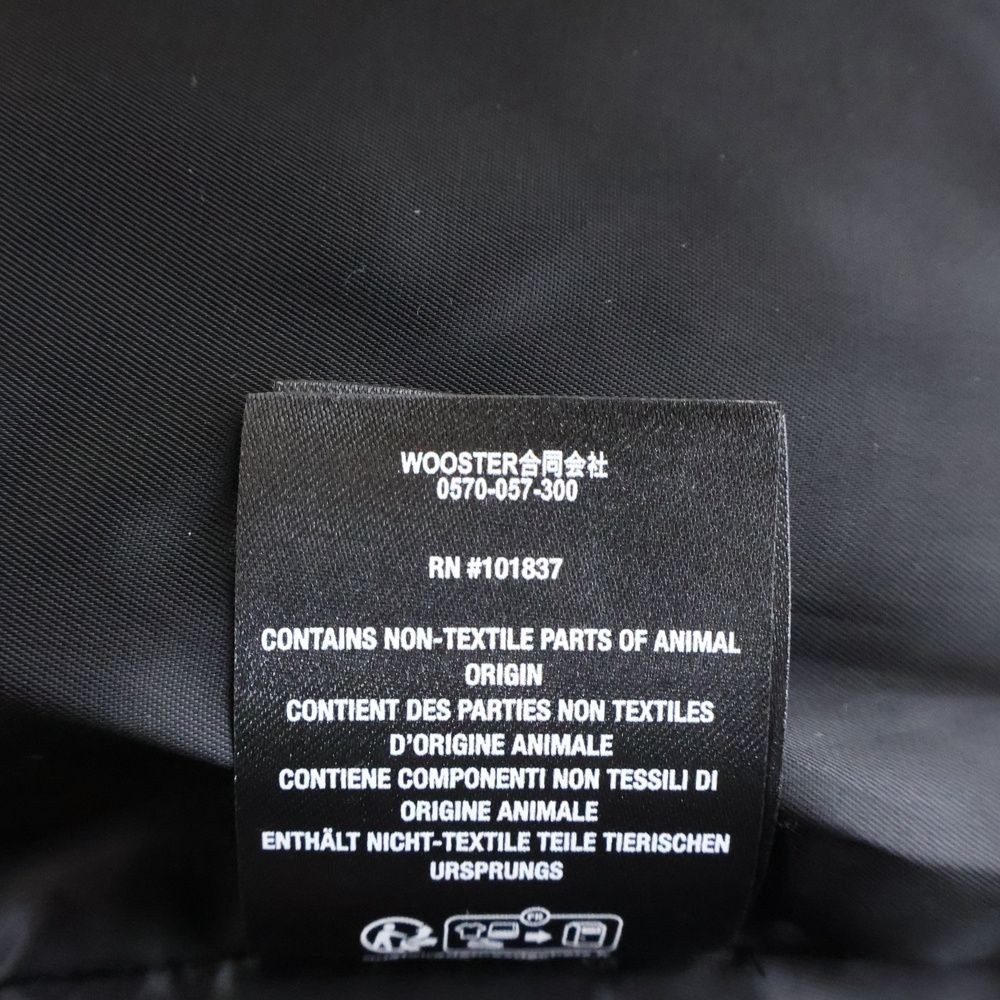 WOOSTER合同会社
0570-057-300
RN #101837
CONTAINS NON-TEXTILE PARTS OF ANIMAL
ORIGIN
CONTIENT DES PARTIES NON TEXTILES
D'ORIGINE ANIMALE
CONTIENE COMPONENTI NON TESSILI DI
ORIGINE ANIMALE
ENTHÄLT NICHT-TEXTILE TEILE TIERISCHEN
URSPRUNGS
FR